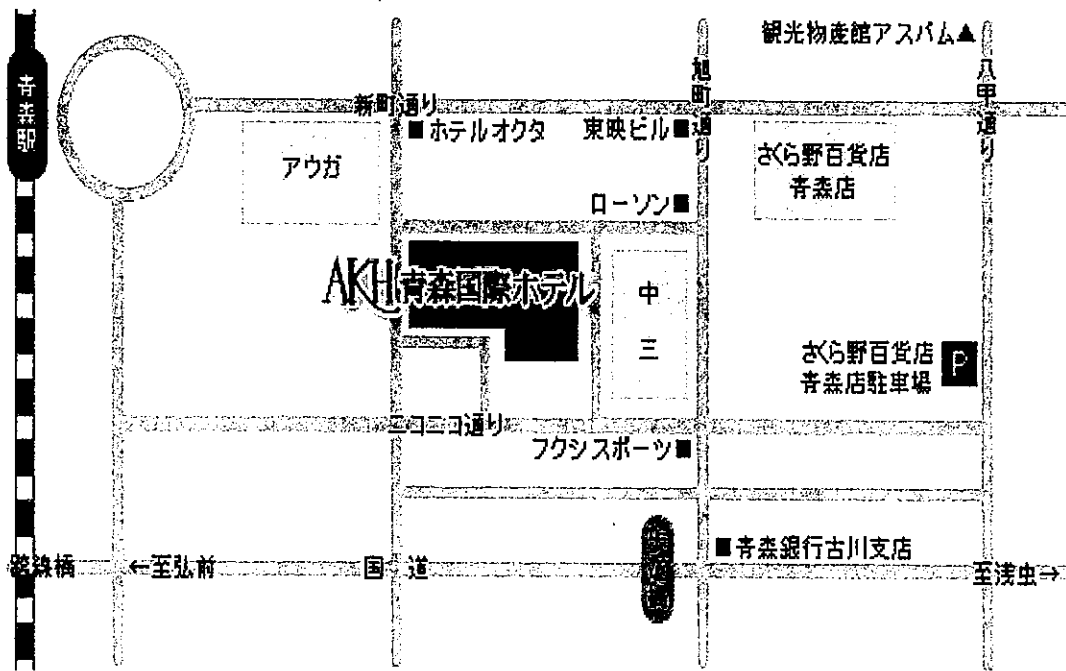 観光物産館アスパム▲
青森駅
旭町通り
八甲通り
新町通り
■ホテルオクタ
東映ビル■
アウガ
さくら野百貨店
青森店
ローソン■
AKH青森国際ホテル
中三
さくら野百貨店
青森店駐車場
P
ニコニコ通り
フクシスポーツ■
■青森銀行古川支店
跨線橋
←至弘前
国道
至浅虫→